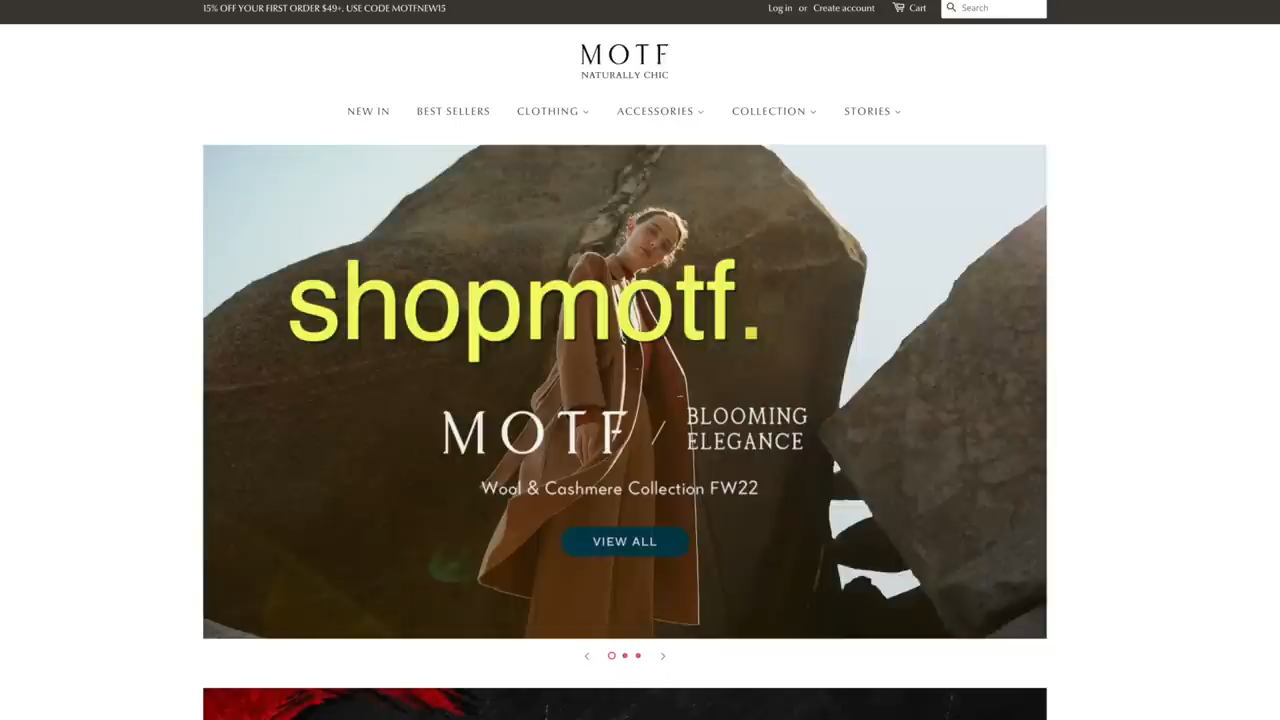 15% OFF YOUR FIRST ORDER $49+, USE CODE MOTFNEW15
Log in or Create account Cart Search
MOTF
NATURALLY CHIC
NEW IN BEST SELLERS CLOTHING ACCESSORIES COLLECTION STORIES
shopmotf.
MOTF / BLOOMING
ELEGANCE
Wool & Cashmere Collection FW22
VIEW ALL